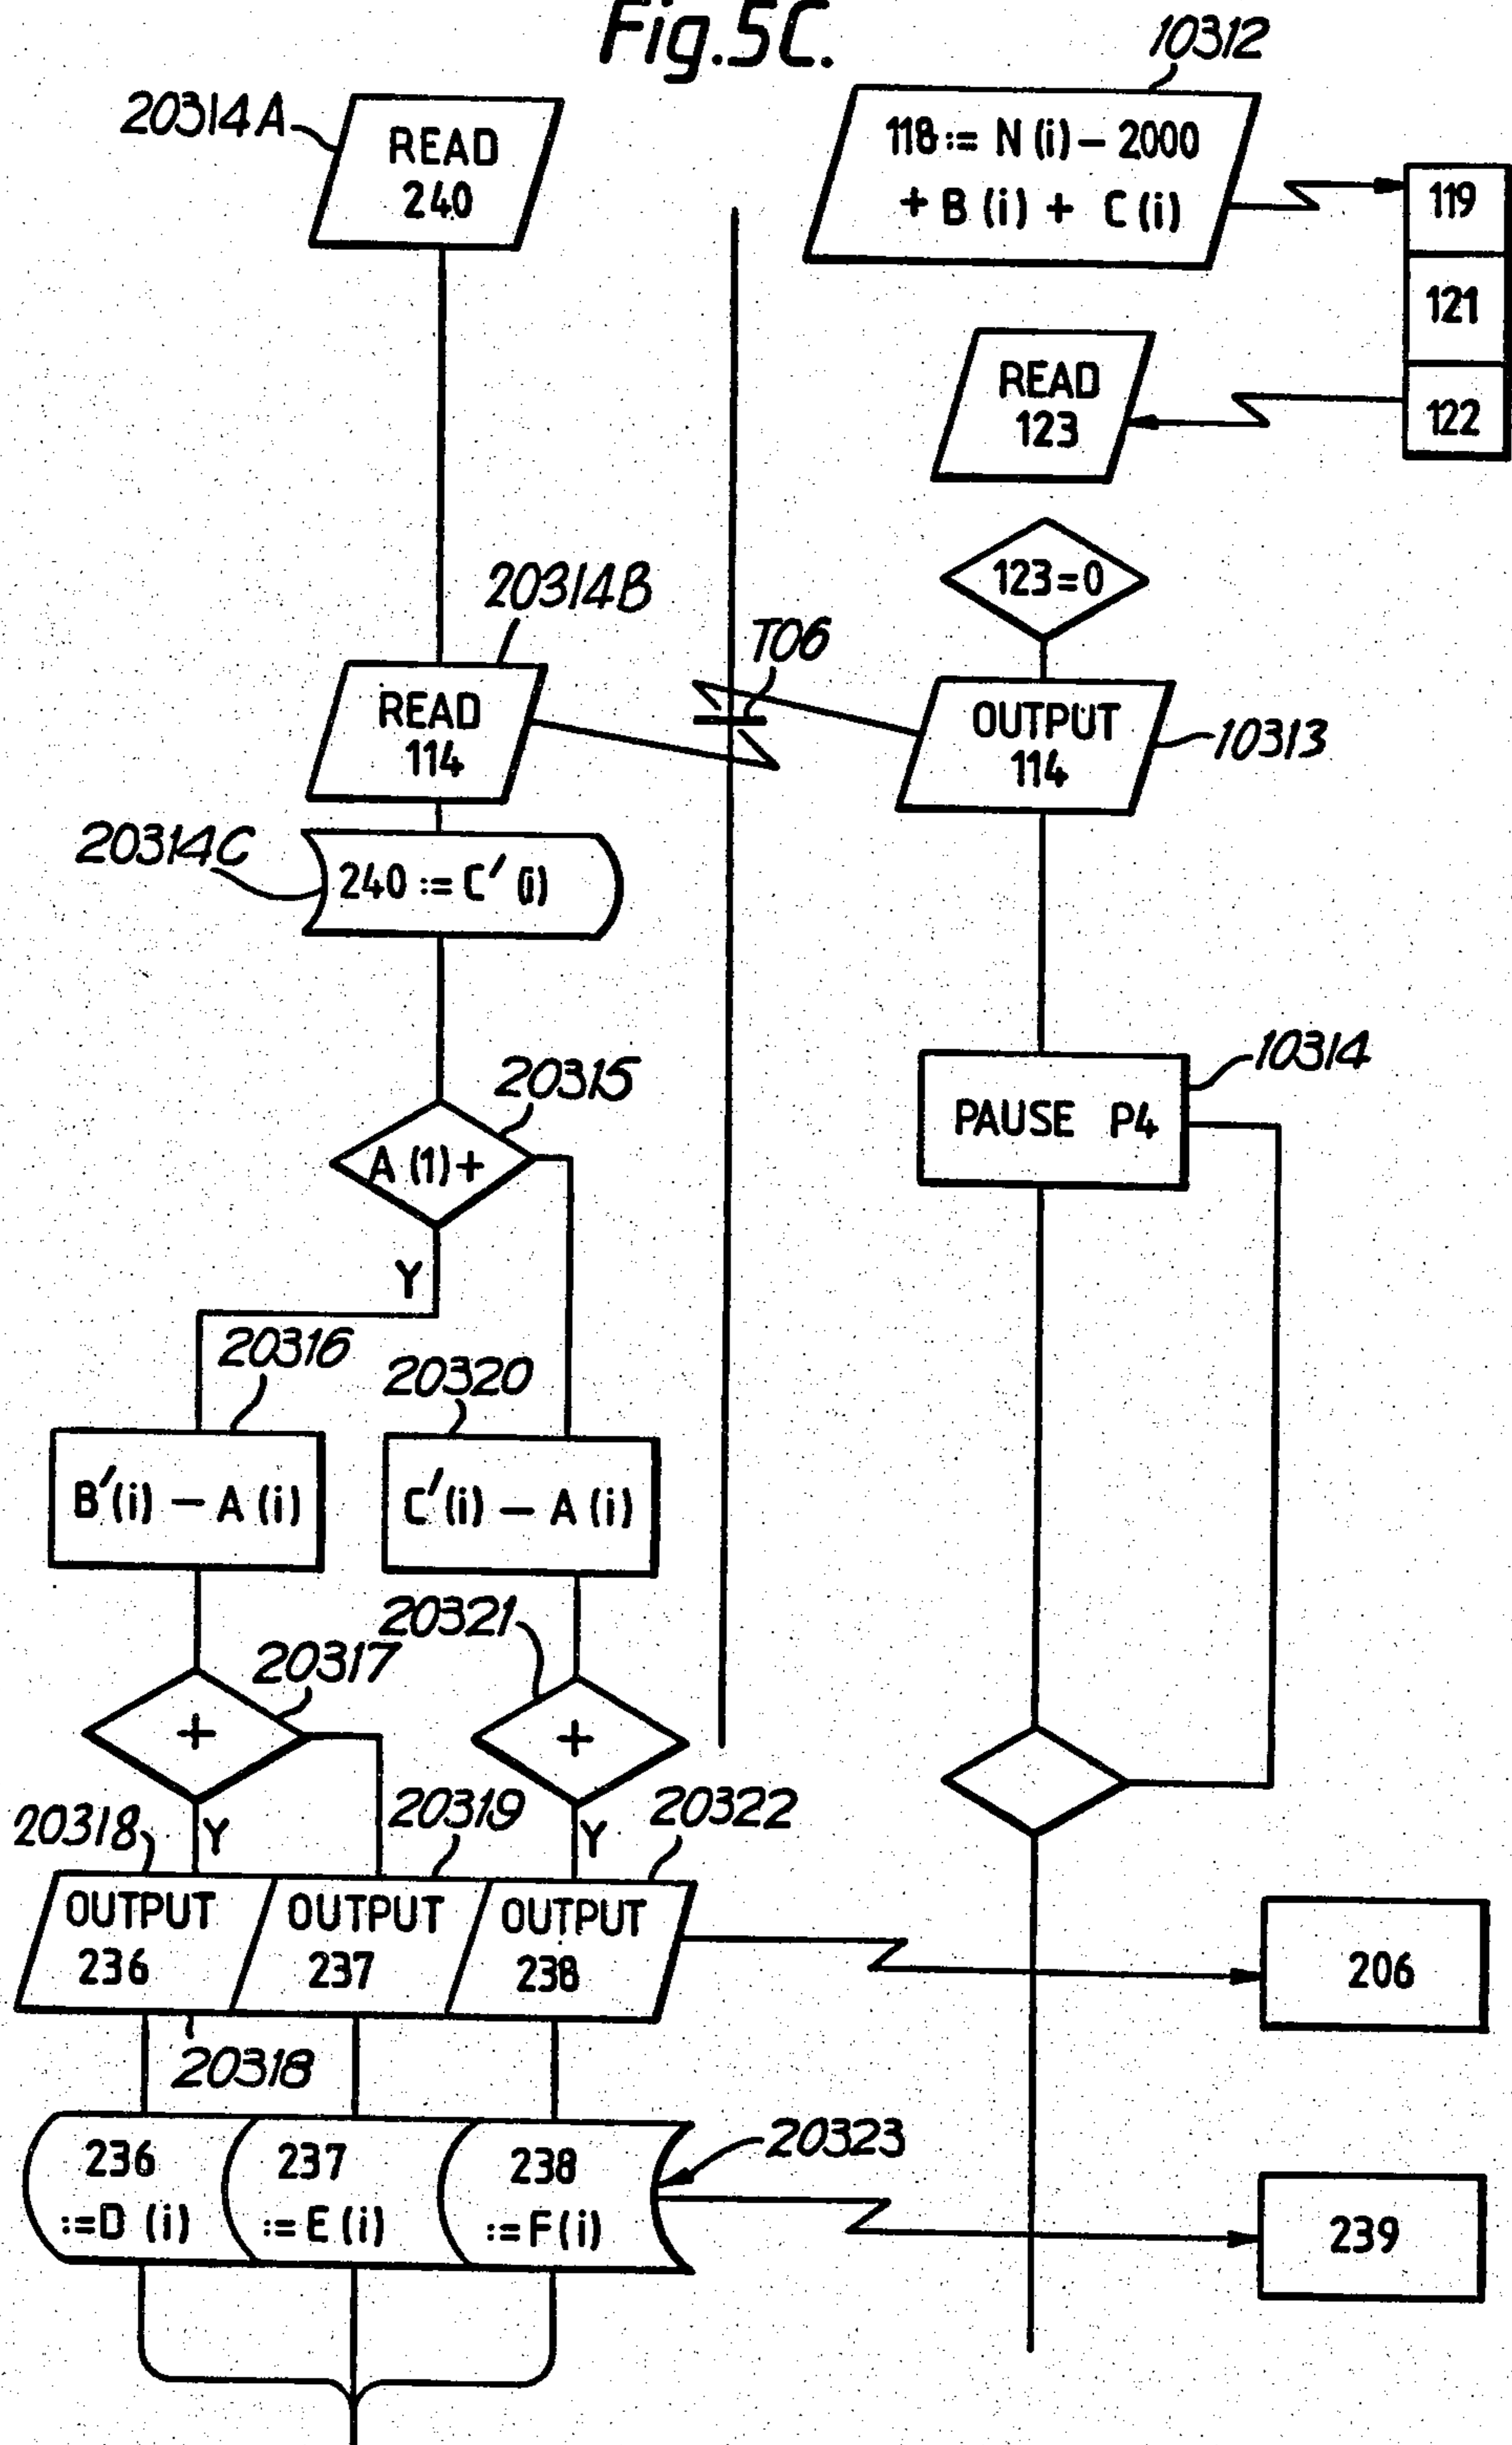 Fig.5C.
10312
20314A
READ
240
118:= N (i) – 2000
+ B (i) + C (i)
119
121
122
READ
123
123=0
20314B
T06
READ
114
OUTPUT
114
10313
20314C
240 := C′ (i)
20315
10314
A (1) +
PAUSE P4
Y
20316
20320
B′(i) – A (i)
C′(i) – A (i)
20321
20317
+
+
20318
Y
20319
Y
20322
OUTPUT
236
OUTPUT
237
OUTPUT
238
206
20318
20323
236
:=D (i)
237
:= E (i)
238
:= F(i)
239